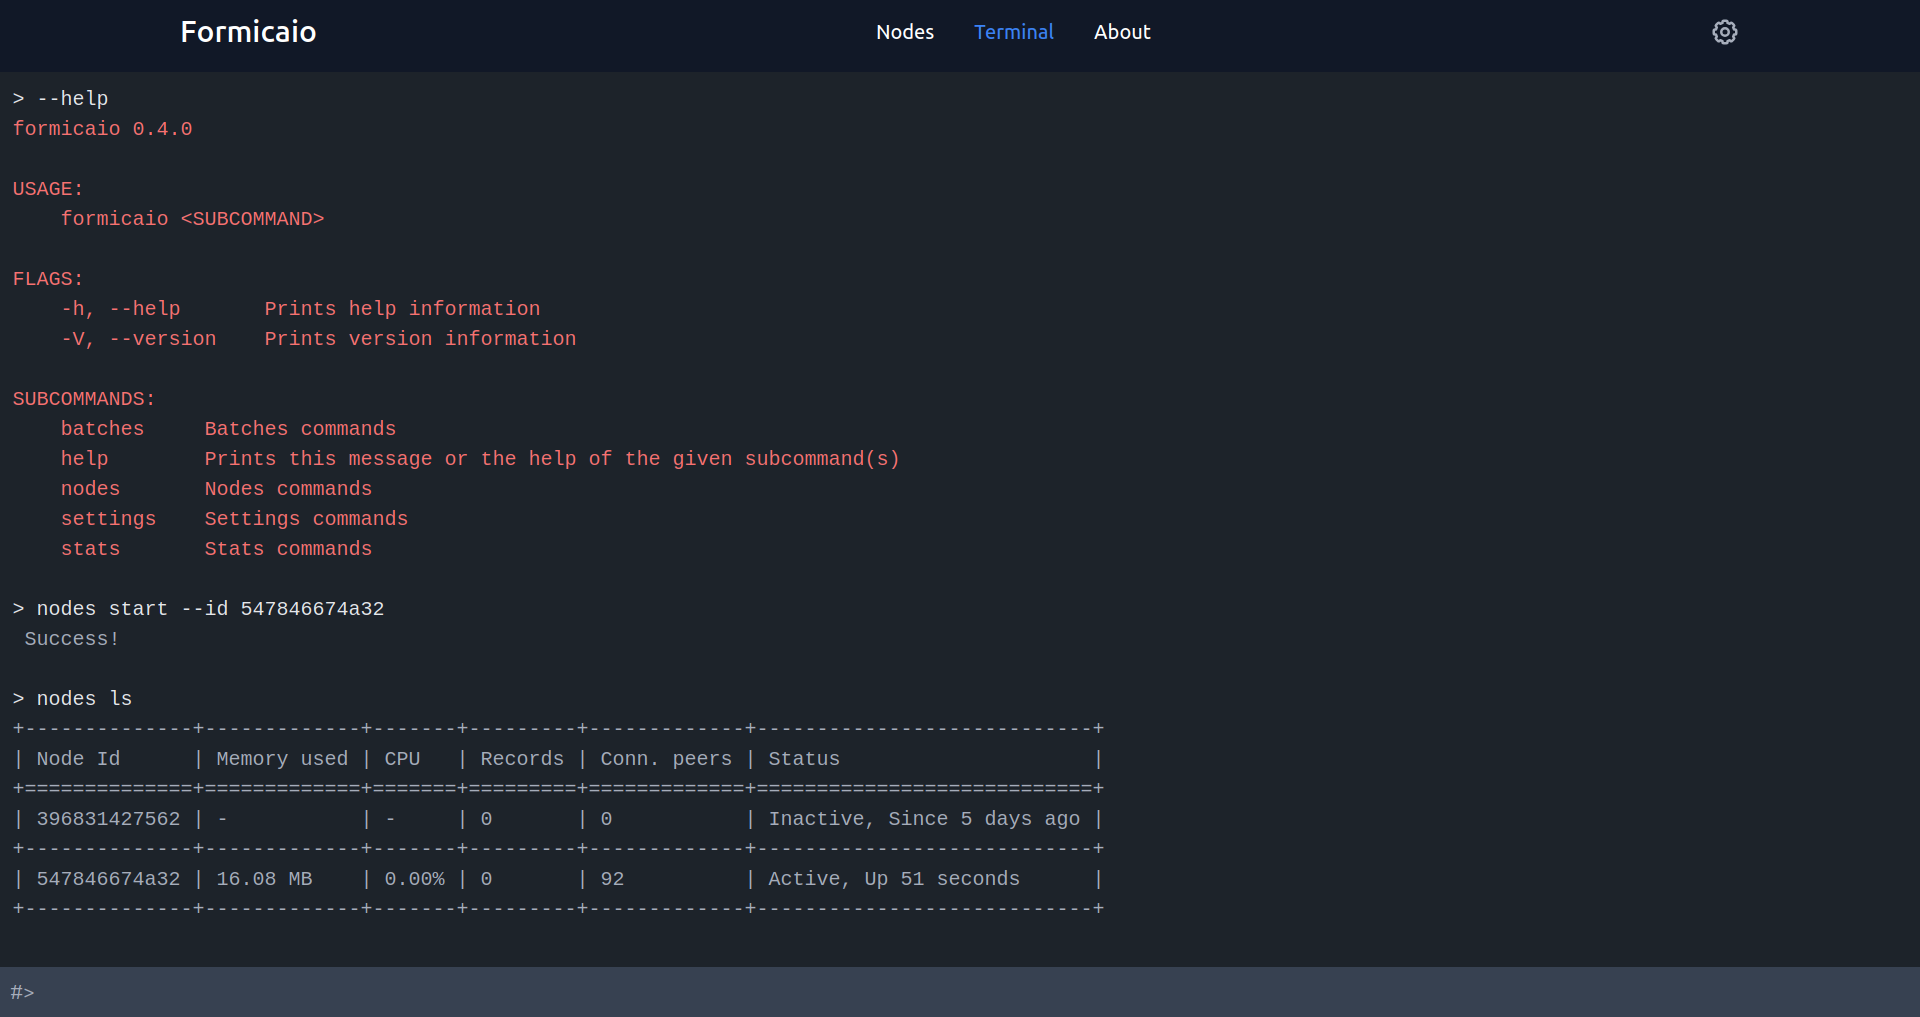 Formicaio Nodes Terminal About
> --help
formicaio 0.4.0
USAGE:
    formicaio <SUBCOMMAND>
FLAGS:
    -h, --help       Prints help information
    -V, --version    Prints version information
SUBCOMMANDS:
    batches     Batches commands
    help        Prints this message or the help of the given subcommand(s)
    nodes       Nodes commands
    settings    Settings commands
    stats       Stats commands
> nodes start --id 547846674a32
 Success!
> nodes ls
+--------------+-------------+-------+---------+-------------+----------------------------+
| Node Id      | Memory used | CPU   | Records | Conn. peers | Status                     |
+==============+=============+=======+=========+=============+============================+
| 396831427562 | -           | -     | 0       | 0           | Inactive, Since 5 days ago |
+--------------+-------------+-------+---------+-------------+----------------------------+
| 547846674a32 | 16.08 MB    | 0.00% | 0       | 92          | Active, Up 51 seconds      |
+--------------+-------------+-------+---------+-------------+----------------------------+
#>